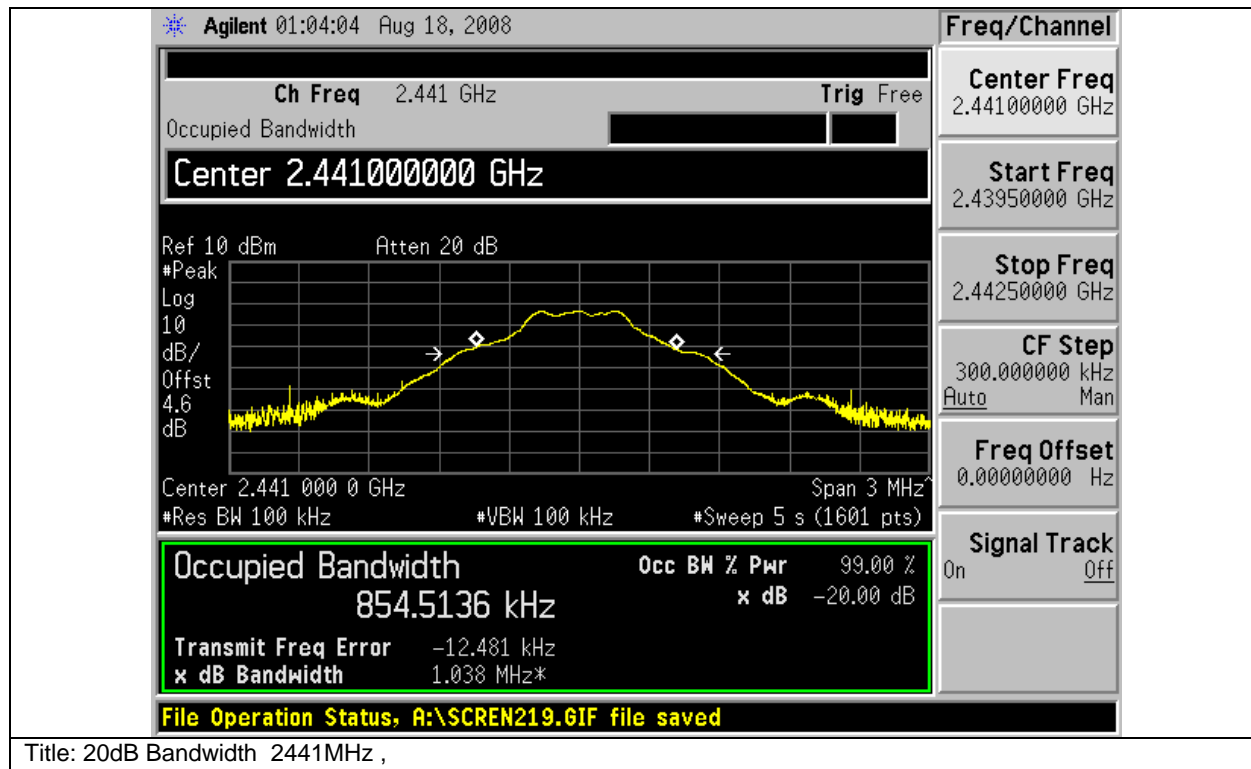 Agilent 01:04:04 Aug 18, 2008
Freq/Channel
Ch Freq 2.441 GHz Trig Free
Occupied Bandwidth
Center 2.441000000 GHz
Ref 10 dBm Atten 20 dB
#Peak
Log
10
dB/
Offst
4.6
dB
Center 2.441 000 0 GHz Span 3 MHz^
#Res BW 100 kHz #VBW 100 kHz #Sweep 5 s (1601 pts)
Occupied Bandwidth
854.5136 kHz
Occ BW % Pwr 99.00 %
x dB -20.00 dB
Transmit Freq Error -12.481 kHz
x dB Bandwidth 1.038 MHz*
File Operation Status, A:\SCREN219.GIF file saved
Center Freq
2.44100000 GHz
Start Freq
2.43950000 GHz
Stop Freq
2.44250000 GHz
CF Step
300.000000 kHz
Auto Man
Freq Offset
0.00000000 Hz
Signal Track
On Off
Title: 20dB Bandwidth 2441MHz ,